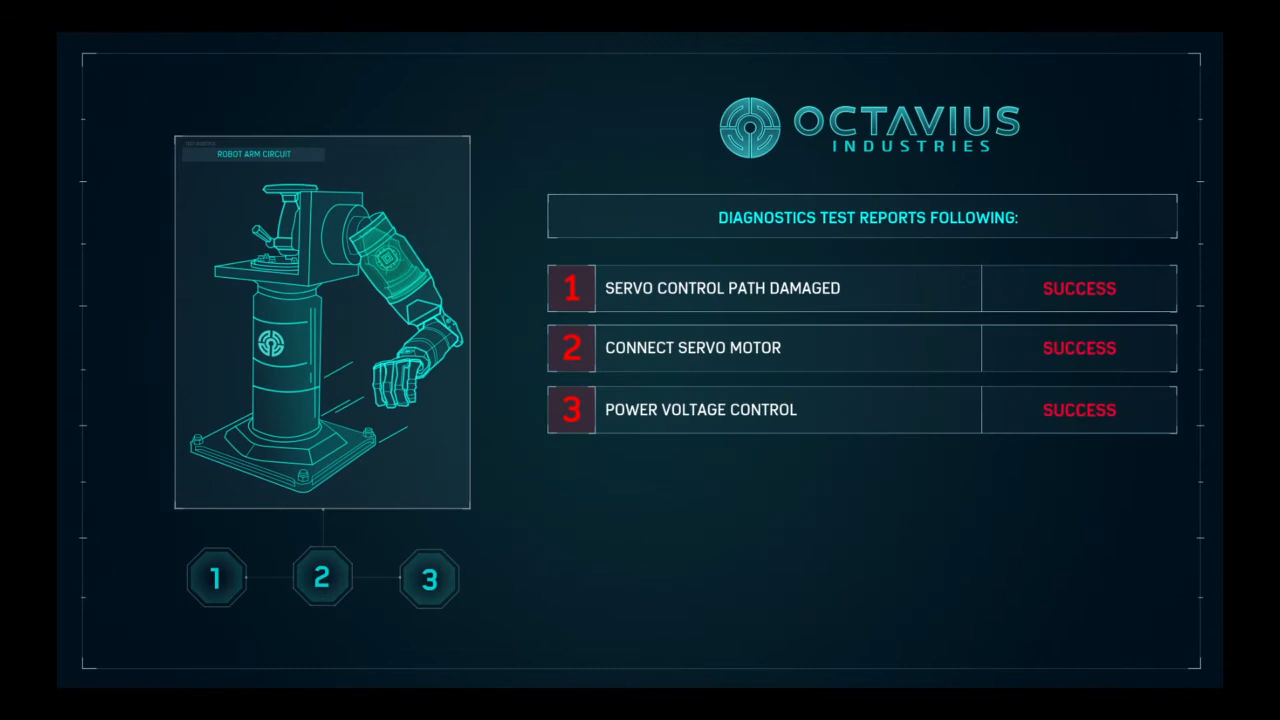 ROBOT ARM CIRCUIT
OCTAVIUS
INDUSTRIES
DIAGNOSTICS TEST REPORTS FOLLOWING:
1 SERVO CONTROL PATH DAMAGED SUCCESS
2 CONNECT SERVO MOTOR SUCCESS
3 POWER VOLTAGE CONTROL SUCCESS
1 2 3